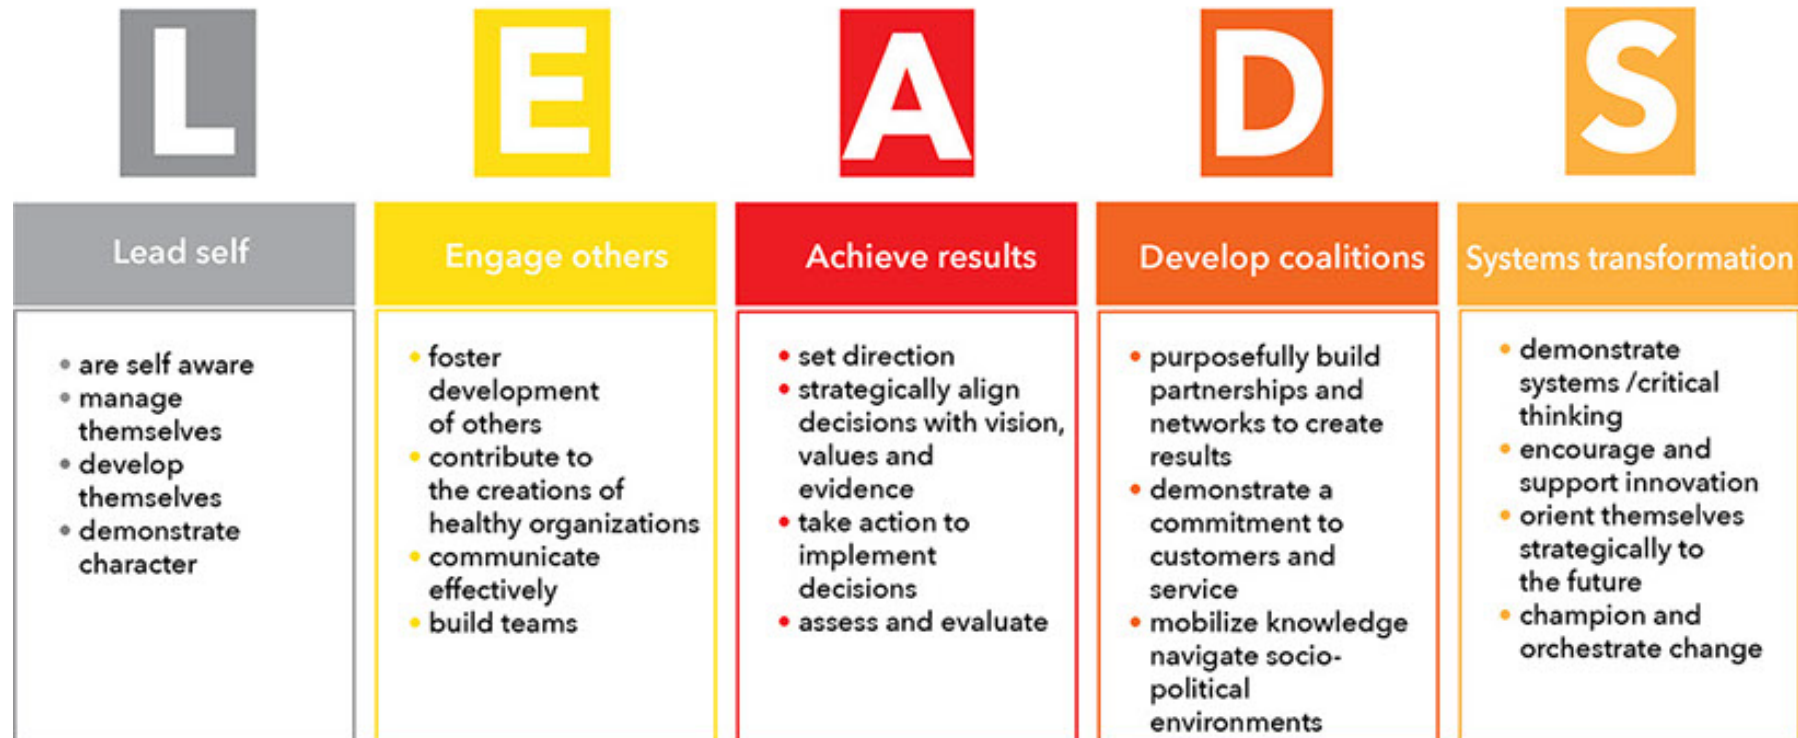 L
E
A
D
S
Lead self
• are self aware
• manage
themselves
• develop
themselves
• demonstrate
character
Engage others
• foster
development
of others
• contribute to
the creations of
healthy organizations
• communicate
effectively
• build teams
Achieve results
• set direction
• strategically align
decisions with vision,
values and
evidence
• take action to
implement
decisions
• assess and evaluate
Develop coalitions
• purposefully build
partnerships and
networks to create
results
• demonstrate a
commitment to
customers and
service
• mobilize knowledge
navigate socio-
political
environments
Systems transformation
• demonstrate
systems /critical
thinking
• encourage and
support innovation
• orient themselves
strategically to
the future
• champion and
orchestrate change